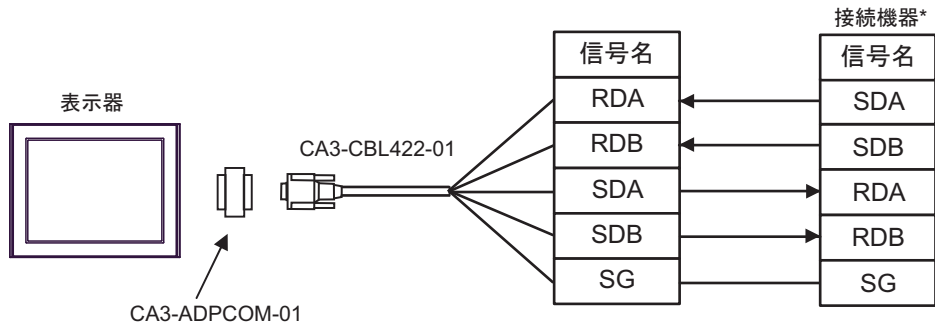 接続機器*
信号名
信号名
表示器
RDA
SDA
CA3-CBL422-01
RDB
SDB
SDA
RDA
SDB
RDB
SG
SG
CA3-ADPCOM-01